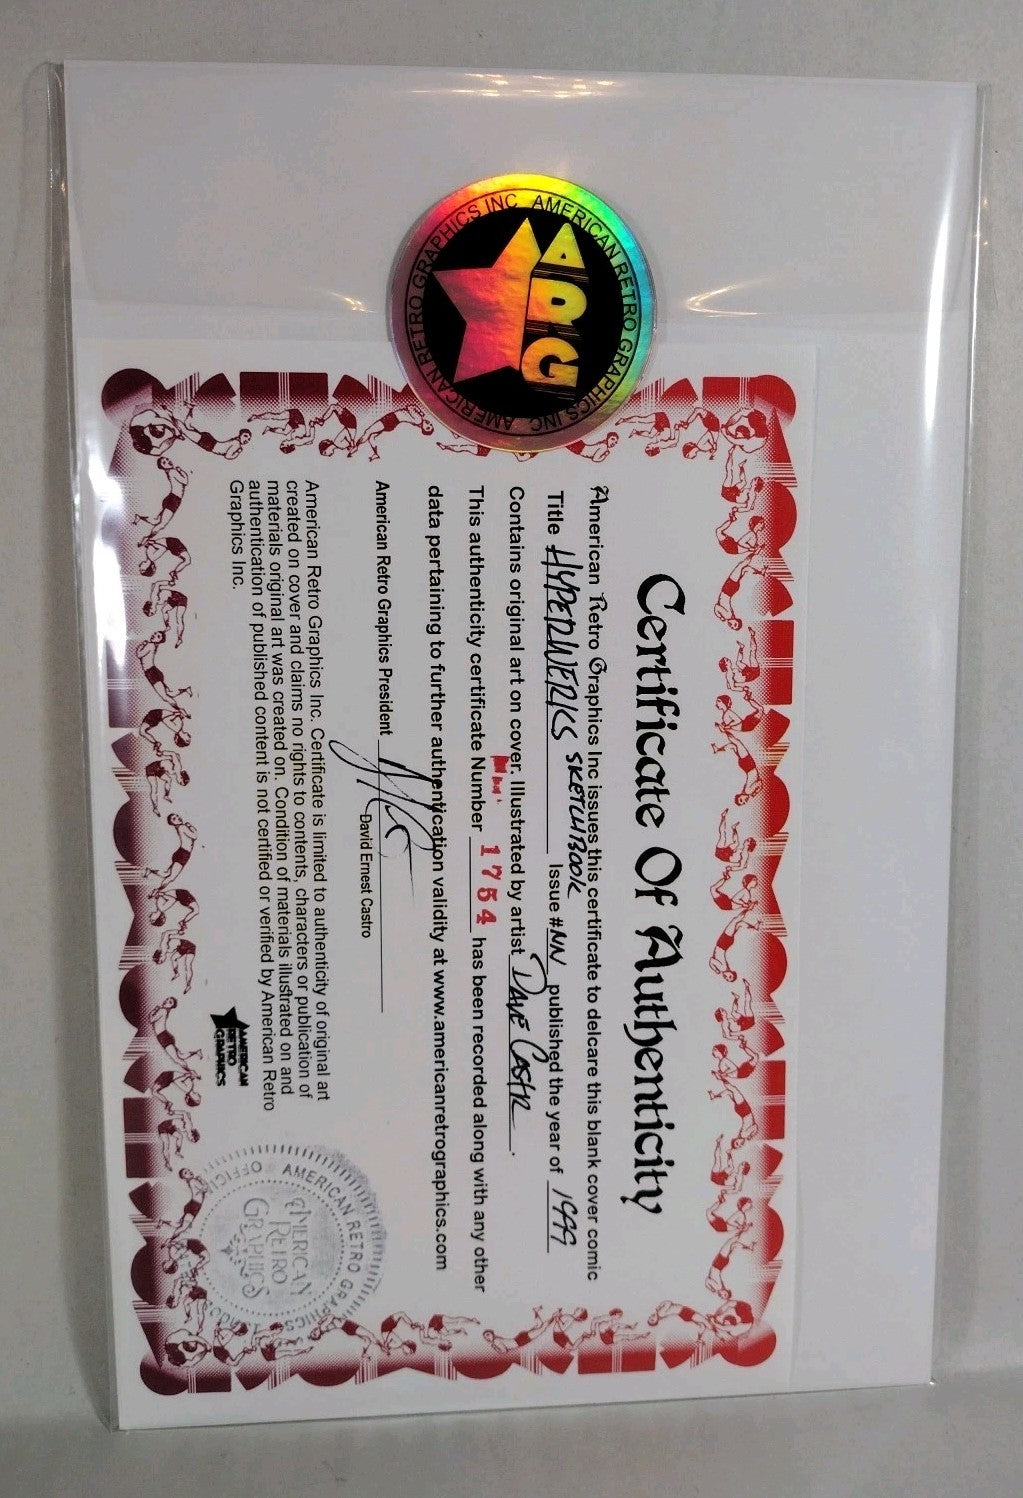 AMERICAN RETRO GRAPHICS INC AMERICAN RETRO GRAPHICS INC.
ARG
Certificate Of Authenticity
American Retro Graphics Inc issues this certificate to delcare this blank cover comic
Title HYPERWERKS SKETCHBOOK Issue #NN published the year of 1999
Contains original art on cover. Illustrated by artist Dave Castr.
This authenticity certificate Number 1754 has been recorded along with any other
data pertaining to further authentication validity at www.americanretrographics.com
American Retro Graphics President
David Ernest Castro
American Retro Graphics Inc. Certificate is limited to authenticity of original art
created on cover and claims no rights to contents, characters or publication of
materials original art was created on. Condition of materials illustrated on and
authentication of published content is not certified or verified by American Retro
Graphics Inc.
AMERICAN
RETRO
GRAPHICS
AMERICAN RETRO GRAPHICS
OFFICIAL
AMERICAN
RETRO
GRAPHICS